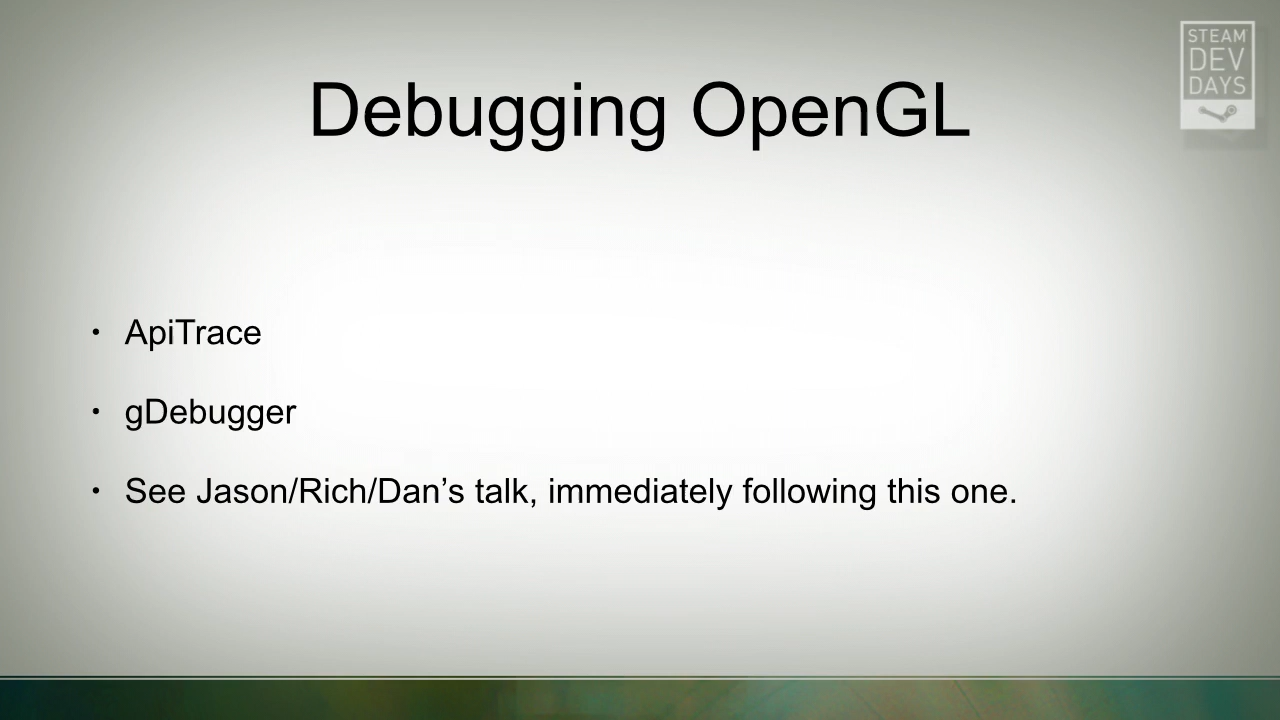 STEAM
DEV
DAYS
Debugging OpenGL
• ApiTrace
• gDebugger
• See Jason/Rich/Dan’s talk, immediately following this one.